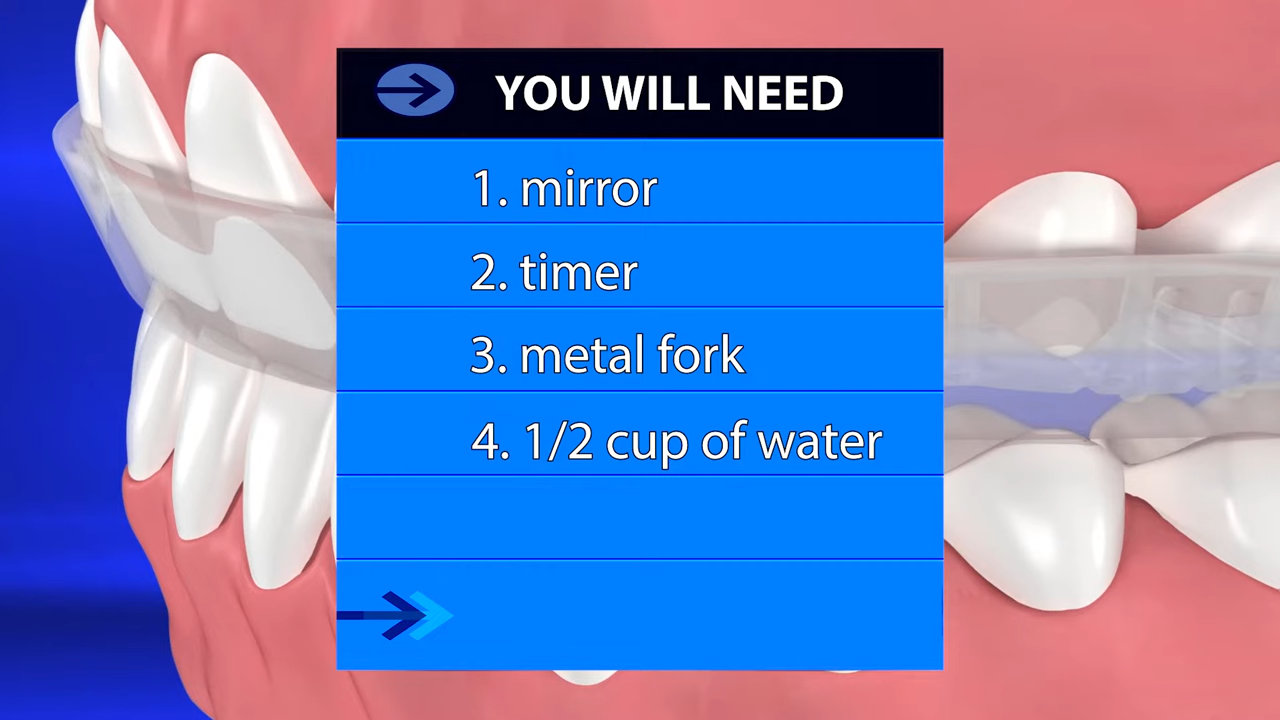 YOU WILL NEED
1. mirror
2. timer
3. metal fork
4. 1/2 cup of water